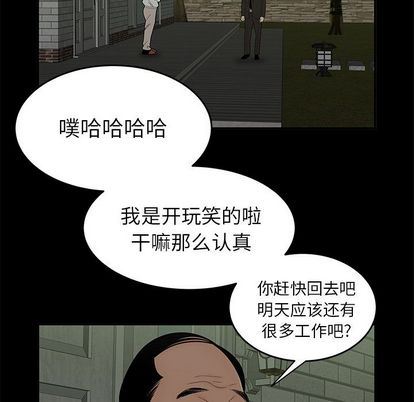 噗哈哈哈哈
我是开玩笑的啦
干嘛那么认真
你赶快回去吧
明天应该还有
很多工作吧?